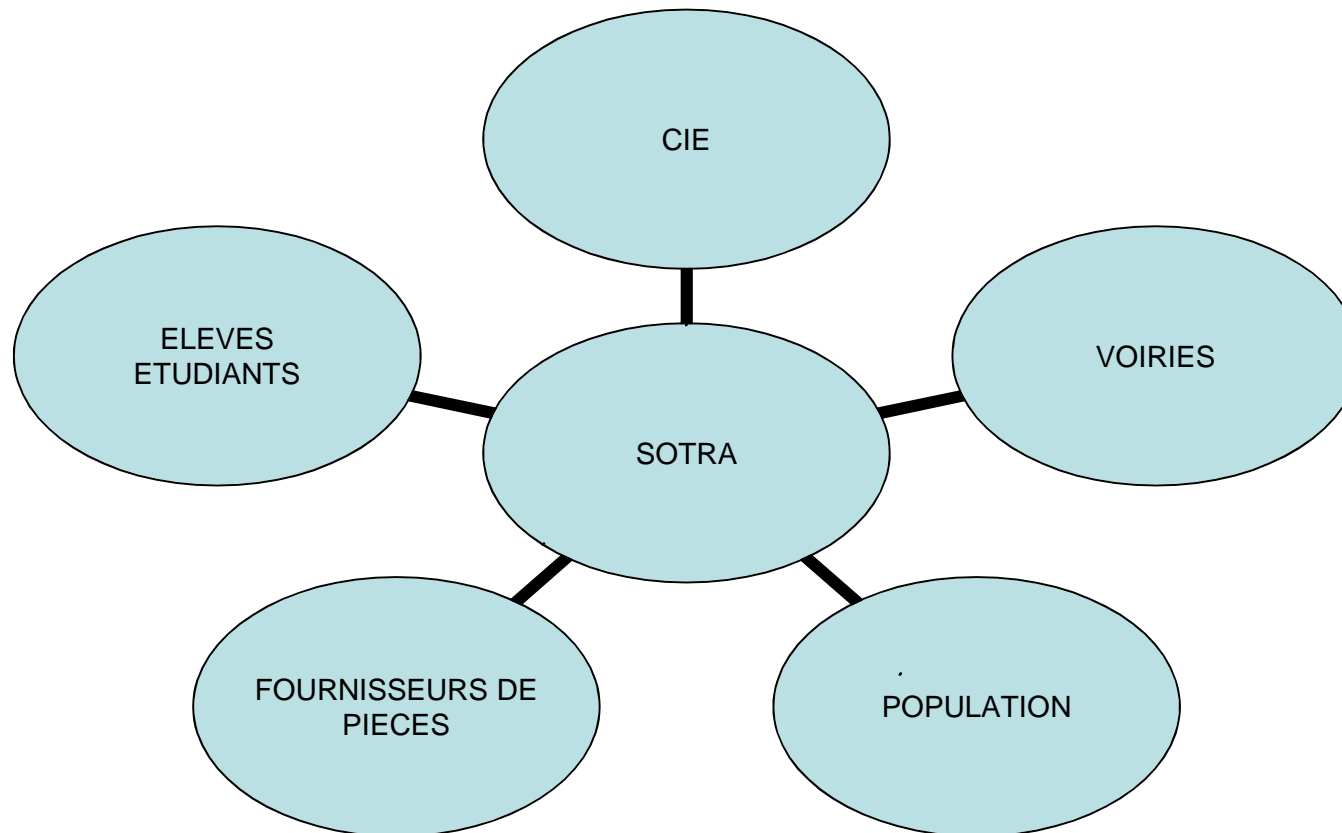 CIE
ELEVES
ETUDIANTS
VOIRIES
SOTRA
FOURNISSEURS DE
PIECES
POPULATION